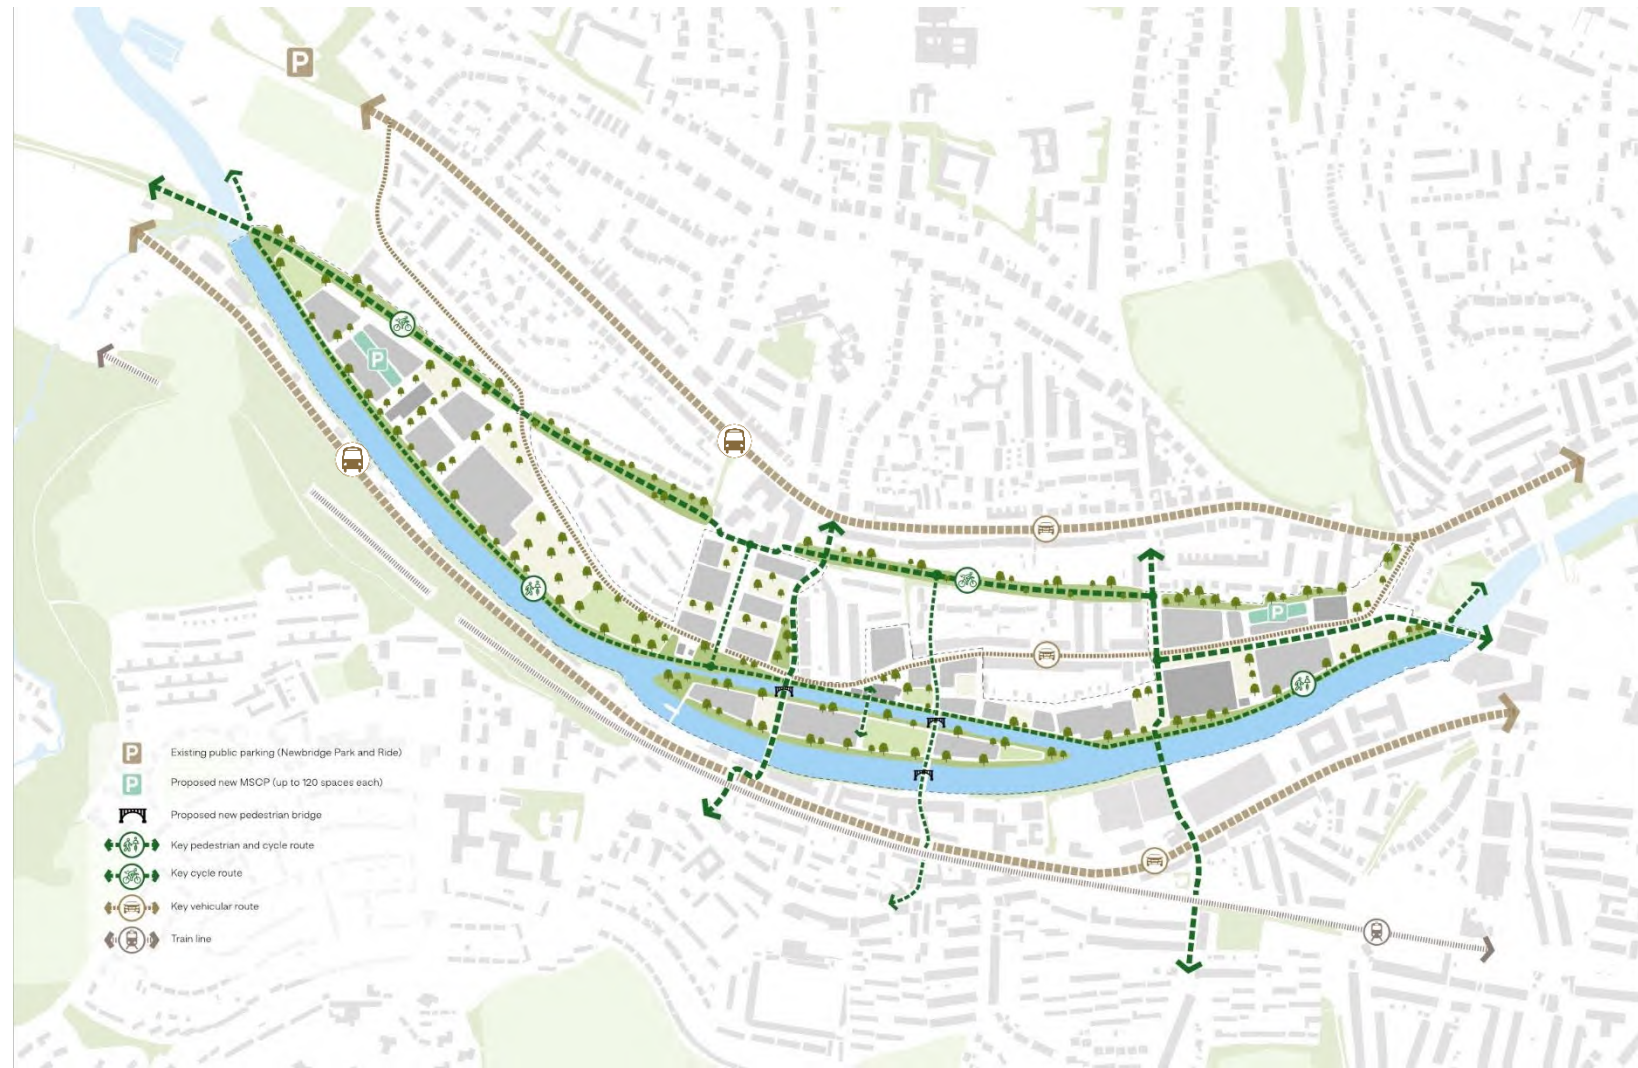 P
P
P
P
Existing public parking (Newbridge Park and Ride)
P
Proposed new MSCP (up to 120 spaces each)
Proposed new pedestrian bridge
Key pedestrian and cycle route
Key cycle route
Key vehicular route
Train line